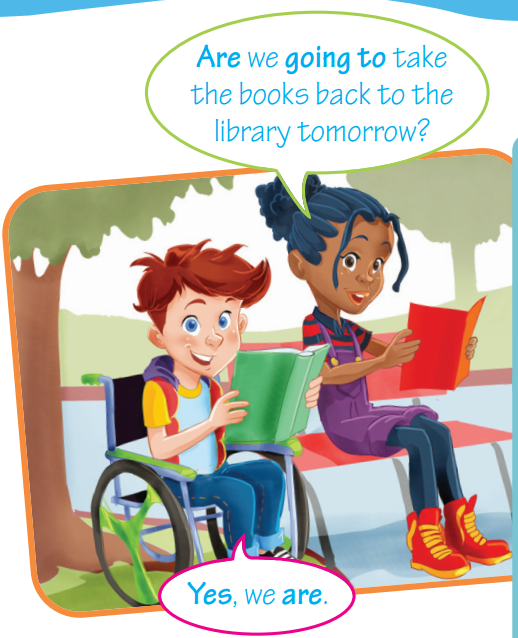 Are we going to take
the books back to the
library tomorrow?
Yes, we are.